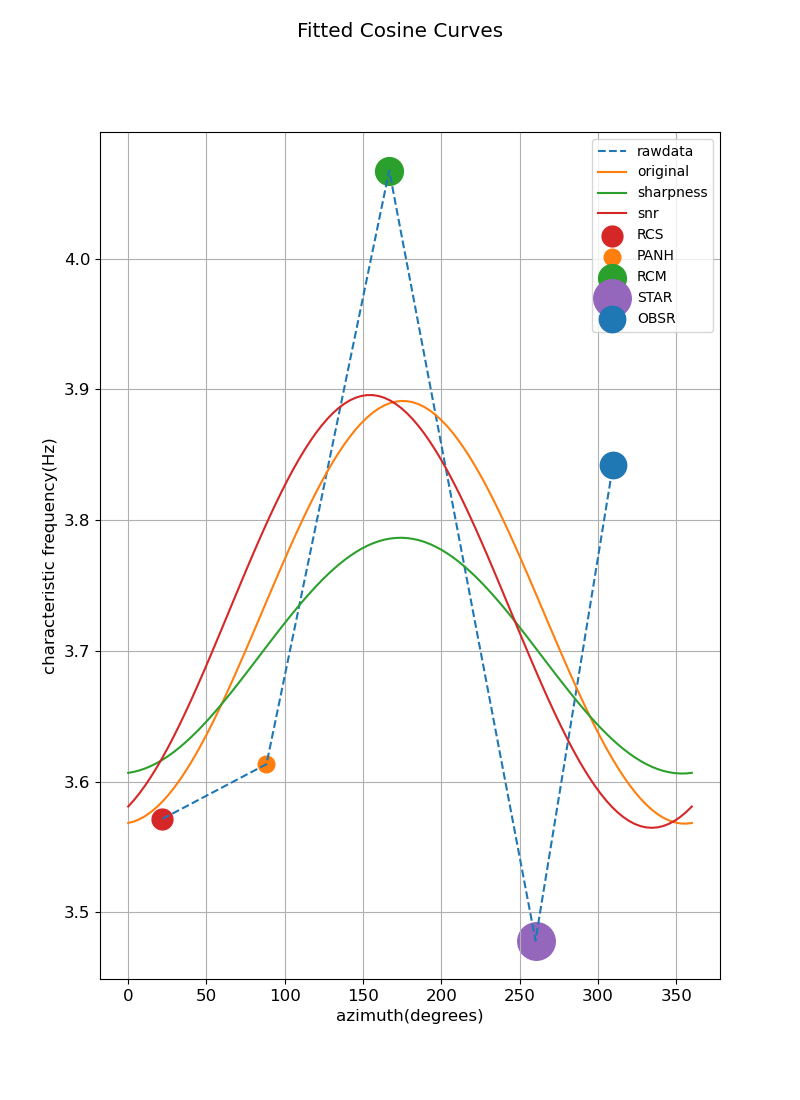 Fitted Cosine Curves
rawdata
original
sharpness
snr
RCS
PANH
RCM
STAR
OBSR
characteristic frequency(Hz)
4.0
3.9
3.8
3.7
3.6
3.5
0 50 100 150 200 250 300 350
azimuth(degrees)